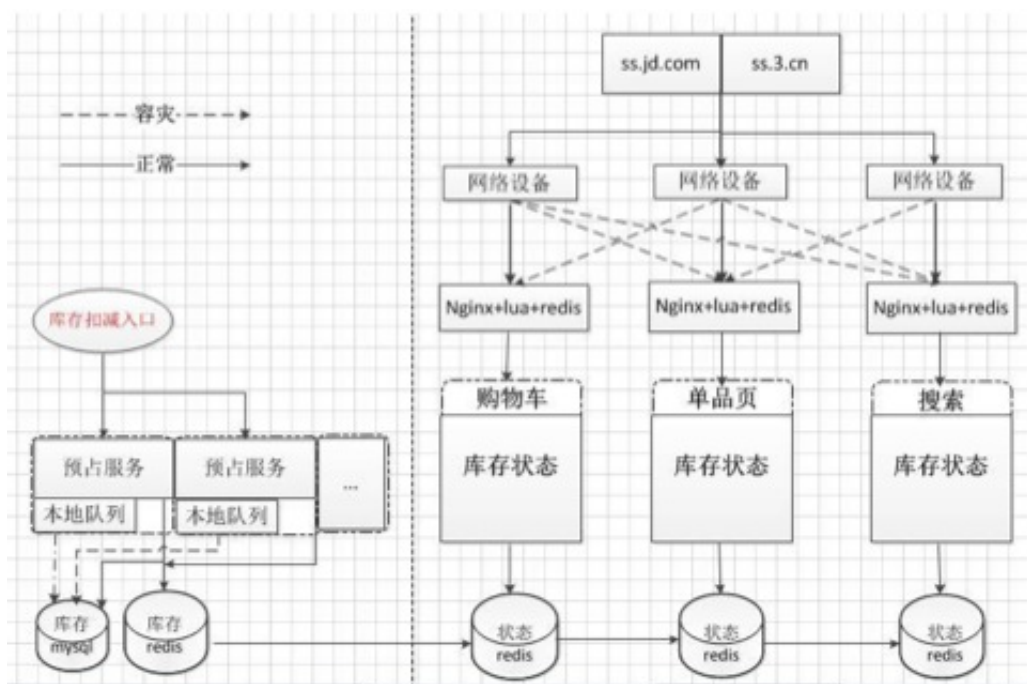 容灾
正常
库存扣减入口
预占服务
预占服务
...
本地队列
本地队列
库存
mysql
库存
redis
ss.jd.com
ss.3.cn
网络设备
网络设备
网络设备
Nginx+lua+redis
Nginx+lua+redis
Nginx+lua+redis
购物车
单品页
搜索
库存状态
库存状态
库存状态
状态
redis
状态
redis
状态
redis